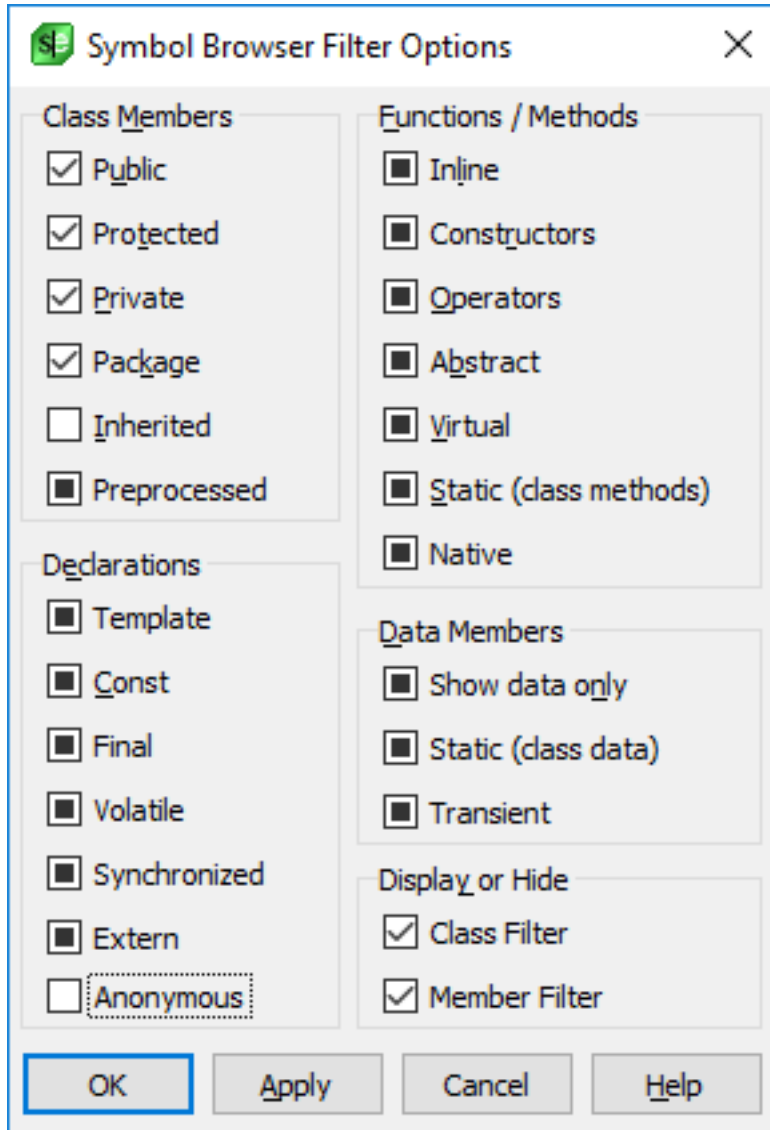 Symbol Browser Filter Options
Class Members
Public
Protected
Private
Package
Inherited
Preprocessed
Declarations
Template
Const
Final
Volatile
Synchronized
Extern
Anonymous
Functions / Methods
Inline
Constructors
Operators
Abstract
Virtual
Static (class methods)
Native
Data Members
Show data only
Static (class data)
Transient
Display or Hide
Class Filter
Member Filter
OK
Apply
Cancel
Help